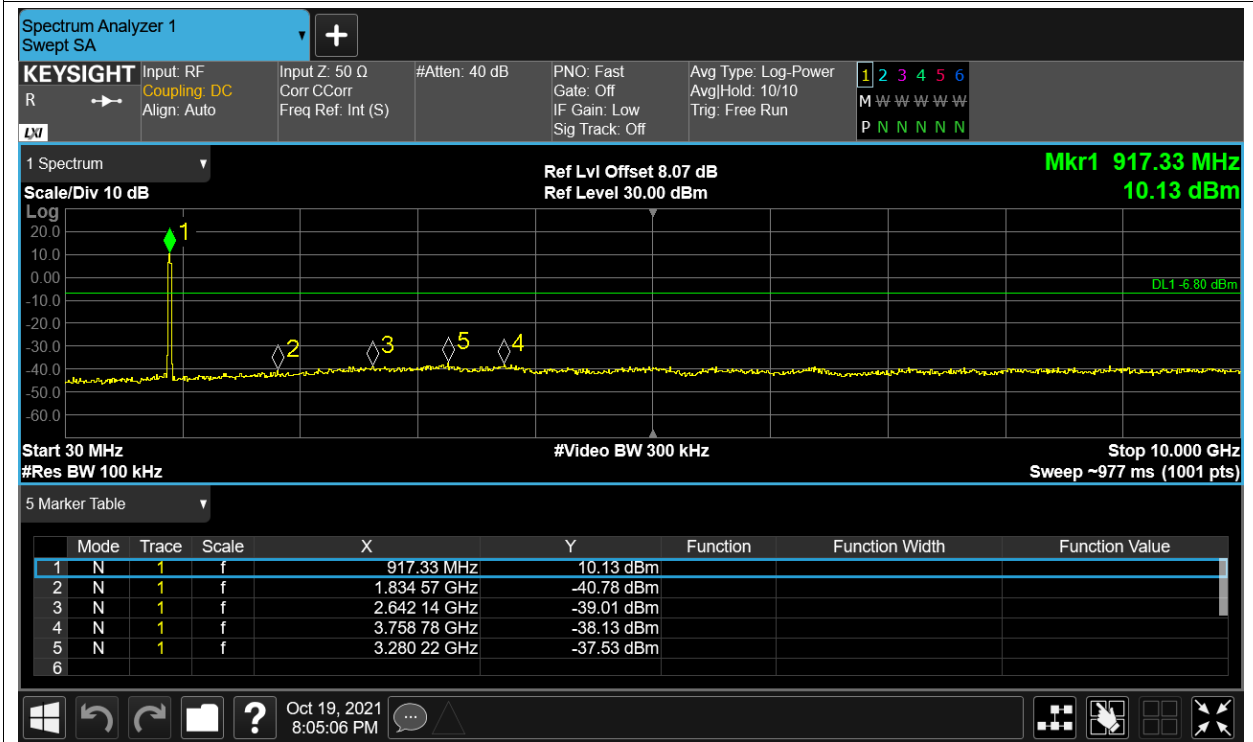 Spectrum Analyzer 1
Swept SA
+
KEYSIGHT Input: RF Input Z: 50 Ω #Atten: 40 dB PNO: Fast Avg Type: Log-Power 1 2 3 4 5 6
R Coupling: DC Corr CCorr Gate: Off Avg|Hold: 10/10 M W W W W W
Align: Auto Freq Ref: Int (S) IF Gain: Low Trig: Free Run
LXI Sig Track: Off P N N N N N
1 Spectrum Ref Lvl Offset 8.07 dB Mkr1 917.33 MHz
Scale/Div 10 dB Ref Level 30.00 dBm 10.13 dBm
Log
20.0 1
10.0
0.00 DL1 -6.80 dBm
-10.0
-20.0
-30.0 2 3 5 4
-40.0
-50.0
-60.0
Start 30 MHz #Video BW 300 kHz Stop 10.000 GHz
#Res BW 100 kHz Sweep ~977 ms (1001 pts)
5 Marker Table
Mode Trace Scale X Y Function Function Width Function Value
1 N 1 f 917.33 MHz 10.13 dBm
2 N 1 f 1.834 57 GHz -40.78 dBm
3 N 1 f 2.642 14 GHz -39.01 dBm
4 N 1 f 3.758 78 GHz -38.13 dBm
5 N 1 f 3.280 22 GHz -37.53 dBm
6
? Oct 19, 2021
8:05:06 PM